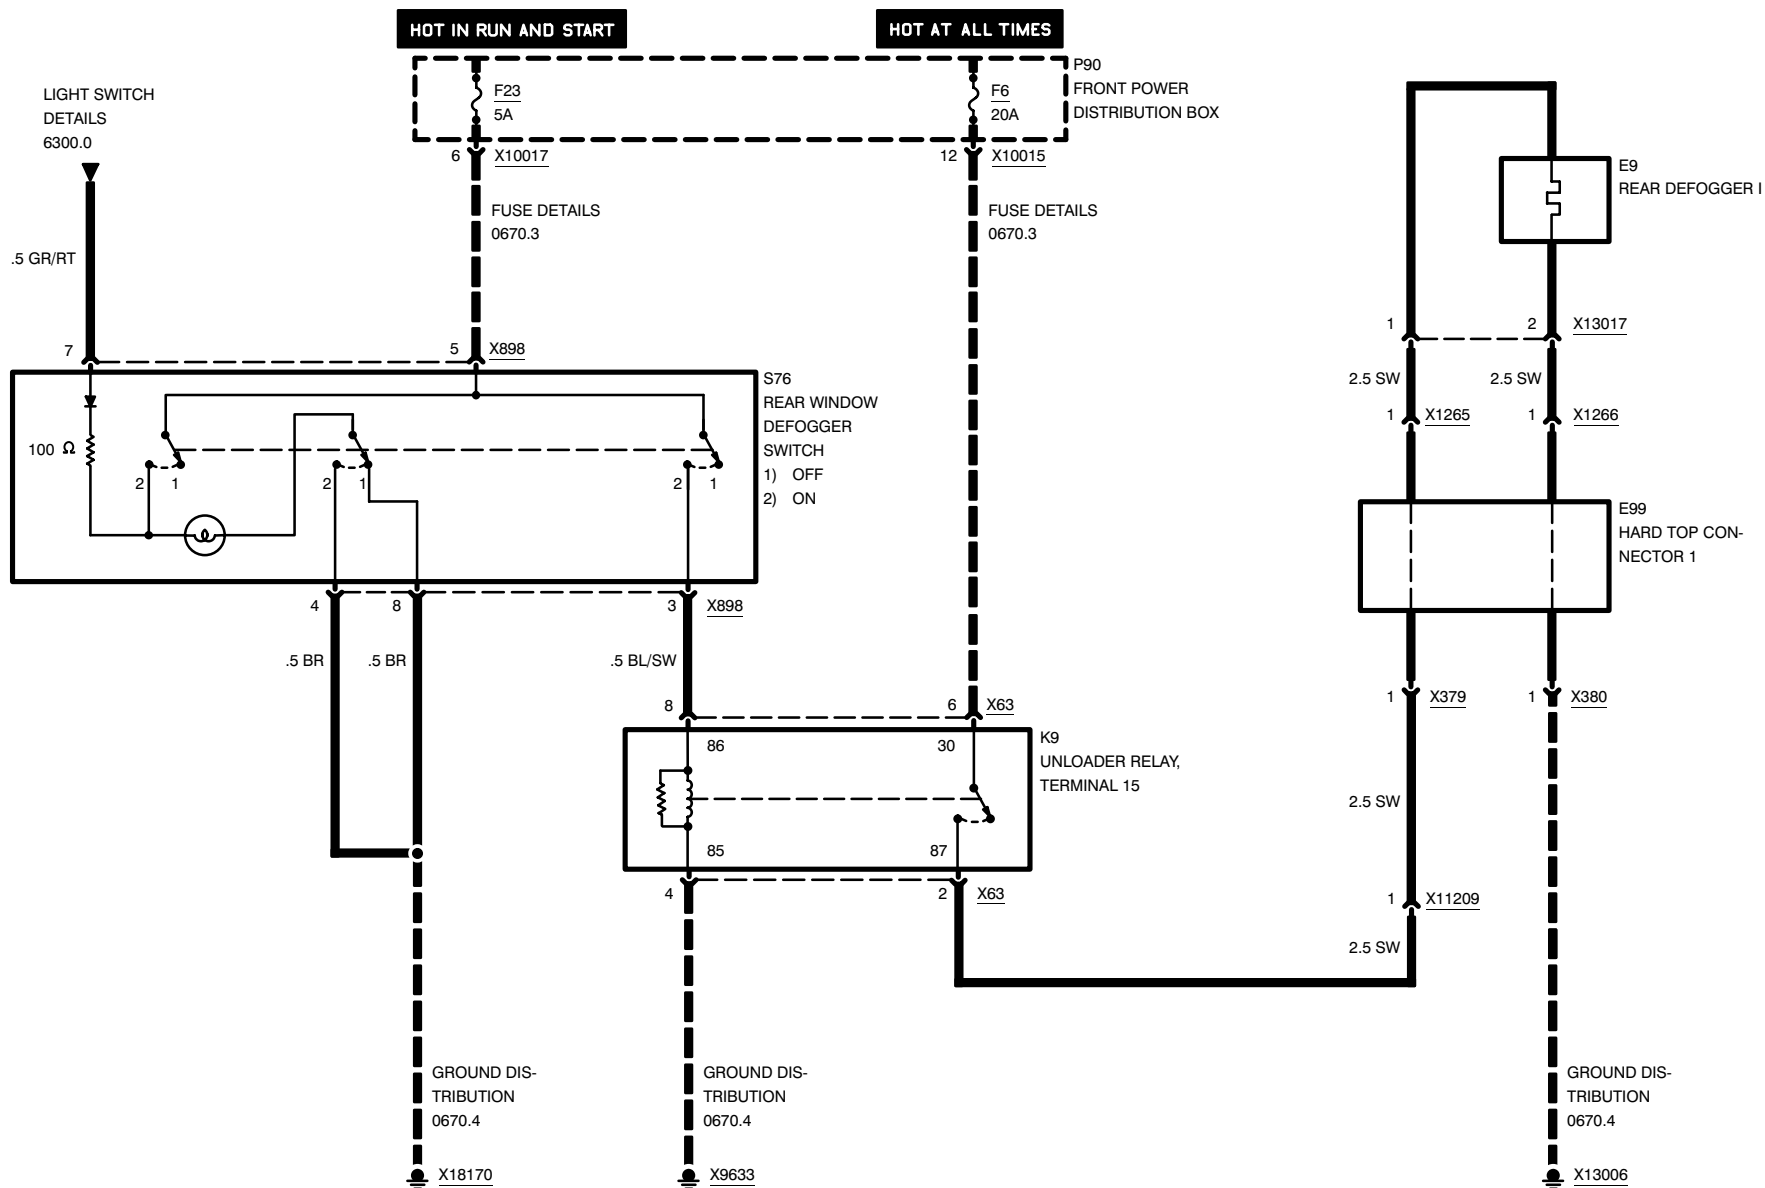 HOT IN RUN AND START
HOT AT ALL TIMES
P90
FRONT POWER
DISTRIBUTION BOX
F23
5A
F6
20A
LIGHT SWITCH
DETAILS
6300.0
6
X10017
12
X10015
E9
REAR DEFOGGER I
FUSE DETAILS
0670.3
FUSE DETAILS
0670.3
.5 GR/RT
1
2
X13017
7
5
X898
2.5 SW
2.5 SW
1
X1265
1
X1266
S76
REAR WINDOW
DEFOGGER
SWITCH
1) OFF
2) ON
100 Ω
2
1
2
1
2
1
E99
HARD TOP CON-
NECTOR 1
4
8
3
X898
.5 BR
.5 BR
.5 BL/SW
1
X379
1
X380
8
6
X63
86
30
K9
UNLOADER RELAY,
TERMINAL 15
85
87
2.5 SW
4
2
X63
1
X11209
2.5 SW
GROUND DIS-
TRIBUTION
0670.4
GROUND DIS-
TRIBUTION
0670.4
GROUND DIS-
TRIBUTION
0670.4
X18170
X9633
X13006